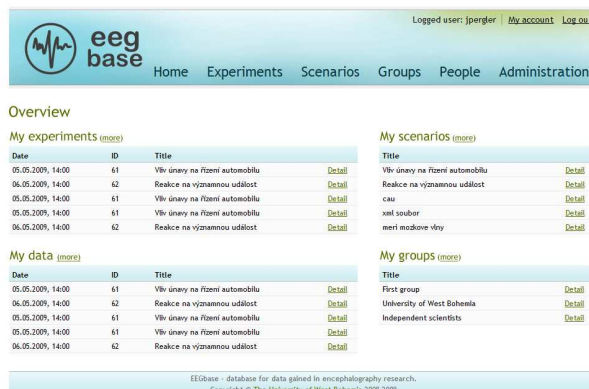 Logged user: jpergler | My account Log ou
eeg
base
Home Experiments Scenarios Groups People Administration
Overview
My experiments (more)
Date ID Title
05.05.2009, 14:00 61 Vliv únavy na řízení automobilu Detail
06.05.2009, 14:00 62 Reakce na významnou událost Detail
05.05.2009, 14:00 61 Vliv únavy na řízení automobilu Detail
05.05.2009, 14:00 61 Vliv únavy na řízení automobilu Detail
06.05.2009, 14:00 62 Reakce na významnou událost Detail
My scenarios (more)
Title
Vliv únavy na řízení automobilu Detail
Reakce na významnou událost Detail
cau Detail
xml soubor Detail
meri mozkove vlny Detail
My data (more)
Date ID Title
05.05.2009, 14:00 61 Vliv únavy na řízení automobilu Detail
06.05.2009, 14:00 62 Reakce na významnou událost Detail
05.05.2009, 14:00 61 Vliv únavy na řízení automobilu Detail
05.05.2009, 14:00 61 Vliv únavy na řízení automobilu Detail
06.05.2009, 14:00 62 Reakce na významnou událost Detail
My groups (more)
Title
First group Detail
University of West Bohemia Detail
Independent scientists Detail
EEGbase - database for data gained in encephalography research.
Copyright © The University of West Bohemia 2008-2009